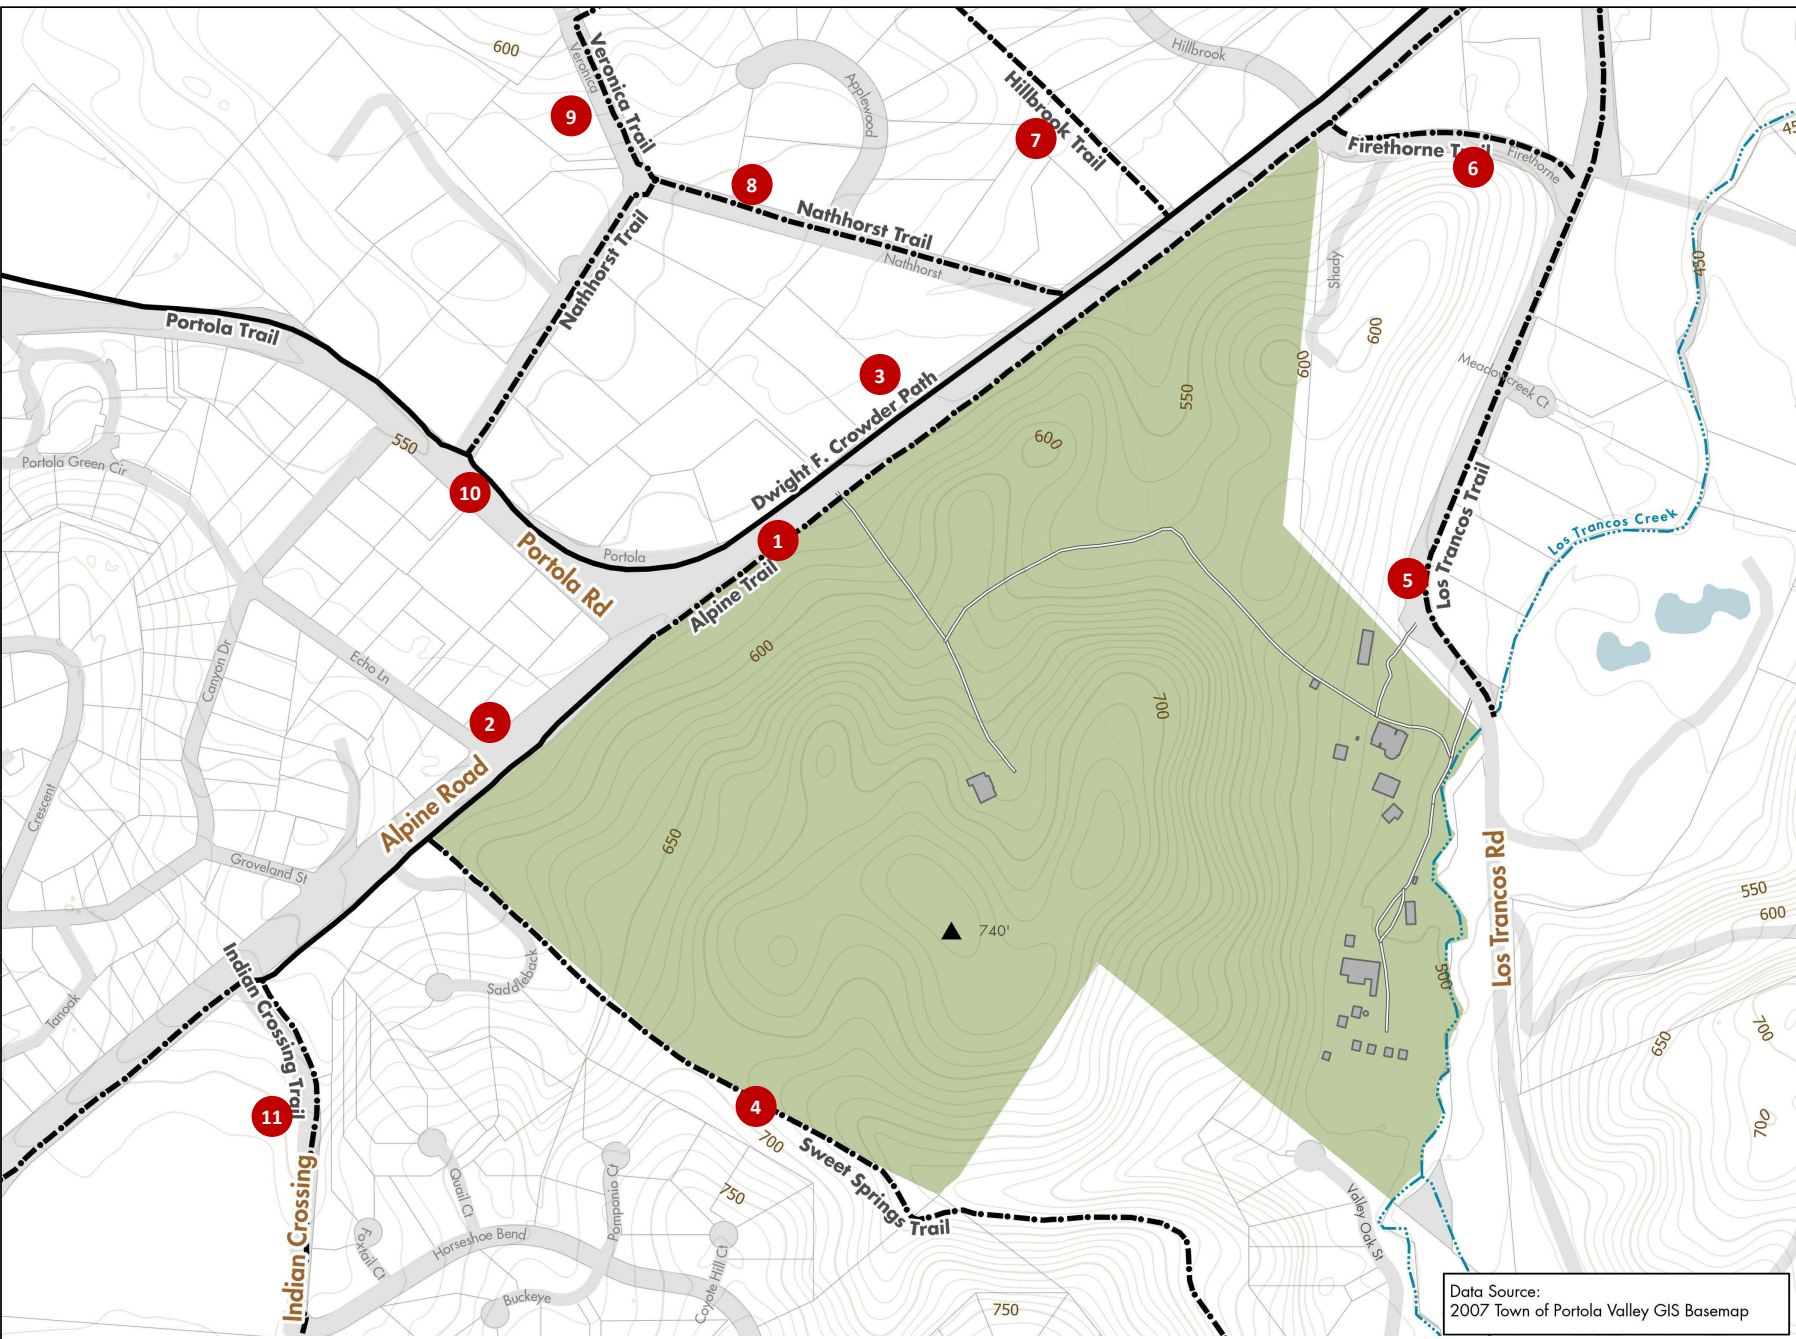 600
Veronica
Veronica Trail
9
Applewood
Hillbrook
Hillbrook Trail
7
Firethorne Trail
Firethorne
6
45
8
Nathhorst Trail
Nathhorst
Nathhorst Trail
Shady
450
Portola Trail
600
600
550
3
Dwight F. Crowder Path
Meadowcreek Ct
600
550
Portola Green Cir
10
Portola
Portola Rd
1
Alpine Trail
Los Trancos Trail
5
Los Trancos Creek
600
Canyon Dr
Echo Ln
2
700
Alpine Road
Crescent
Groveland St
650
Los Trancos Rd
550
600
740'
Saddleback
500
Tanoak
Indian Crossing Trail
11
4
700
Sweet Springs Trail
650
700
700
750
Quail Ct
Pomponio Ct
Foxtail Ct
Horseshoe Bend
Coyote Hill Ct
Buckeye
Indian Crossing
Valley Oak St
750
Data Source:
2007 Town of Portola Valley GIS Basemap